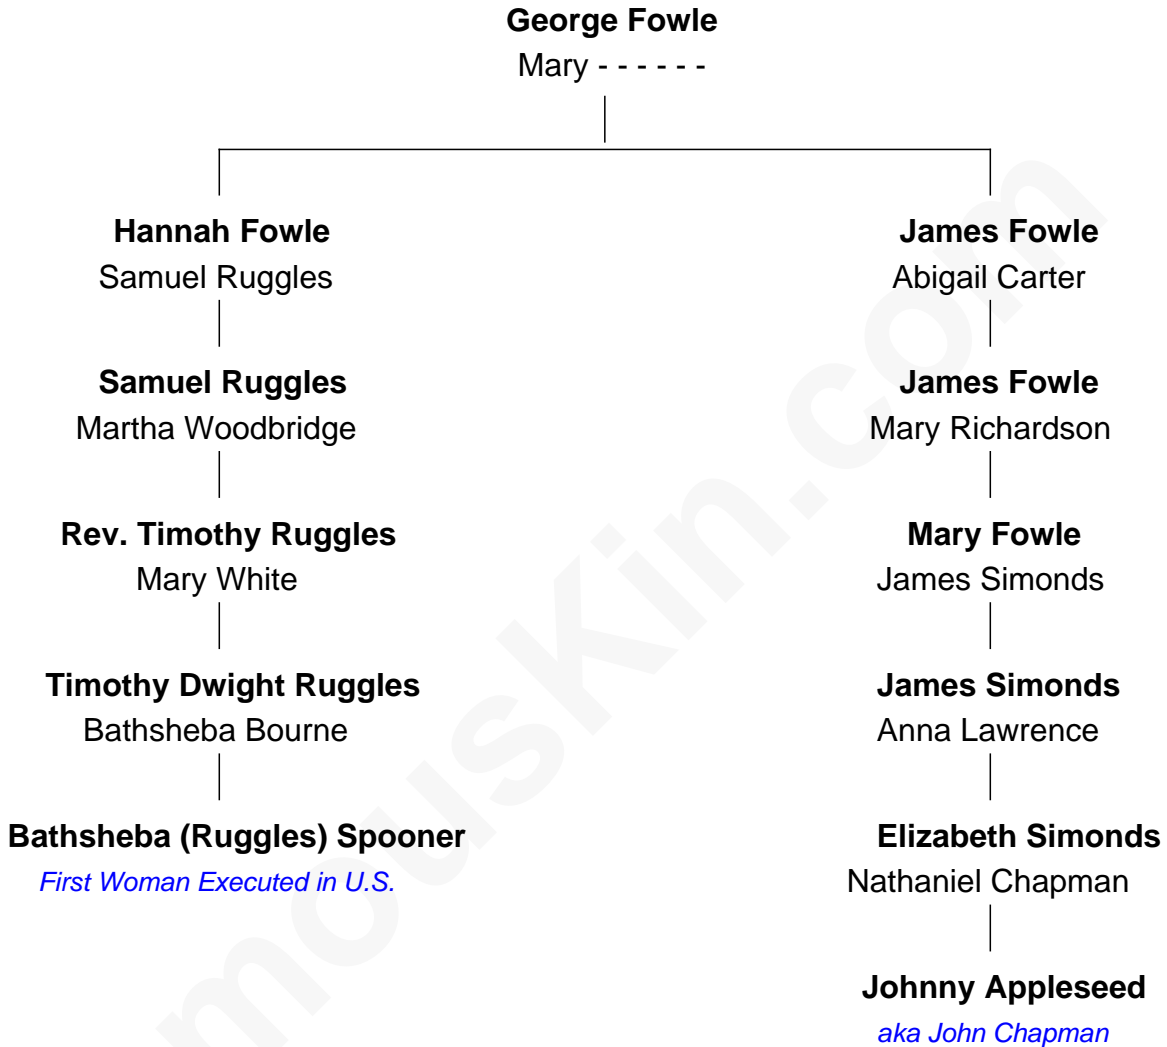 George Fowle
Mary - - - - - -
Hannah Fowle
Samuel Ruggles
James Fowle
Abigail Carter
Samuel Ruggles
Martha Woodbridge
James Fowle
Mary Richardson
Rev. Timothy Ruggles
Mary White
Mary Fowle
James Simonds
Timothy Dwight Ruggles
Bathsheba Bourne
James Simonds
Anna Lawrence
Bathsheba (Ruggles) Spooner
First Woman Executed in U.S.
Elizabeth Simonds
Nathaniel Chapman
Johnny Appleseed
aka John Chapman
mousKin.com